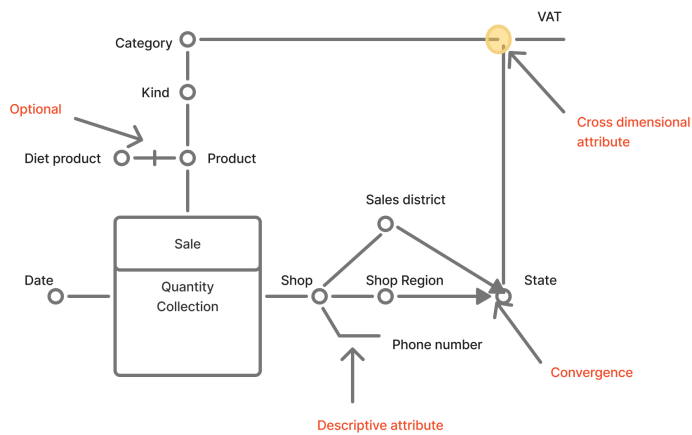 VAT
Category
Kind
Optional
Cross dimensional
attribute
Diet product
Product
Sales district
Sale
Date
Quantity
Collection
Shop
Shop Region
State
Phone number
Convergence
Descriptive attribute